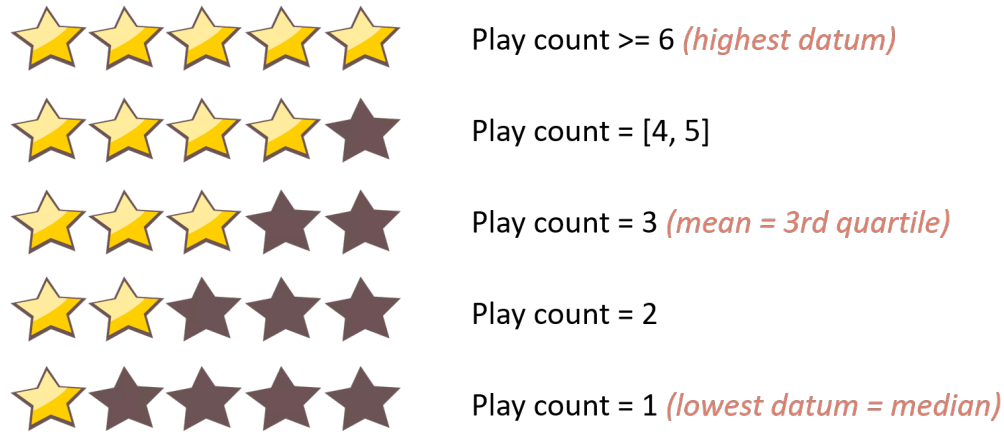 Play count >= 6 (highest datum)
Play count = [4, 5]
Play count = 3 (mean = 3rd quartile)
Play count = 2
Play count = 1 (lowest datum = median)